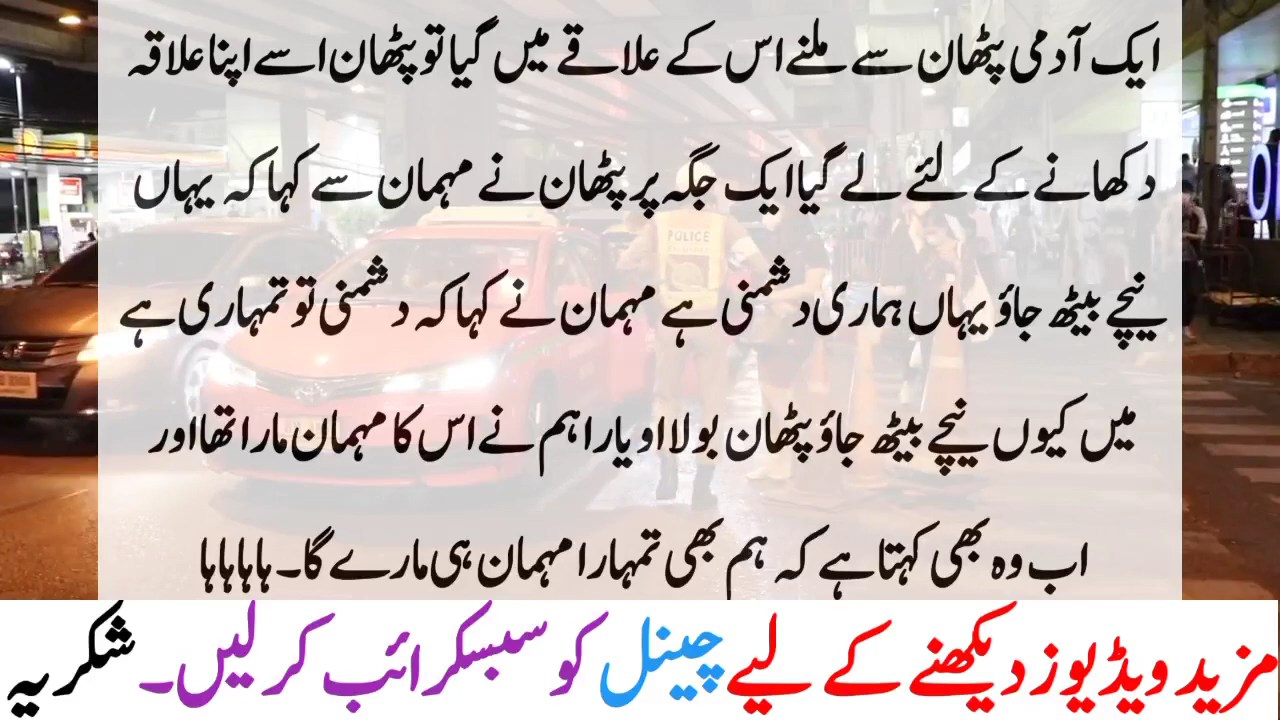 ایک آدمی پٹھان سے ملنے اس کے علاقے میں گیا تو پٹھان اسے اپنا علاقہ
دکھانے کے لئے لے گیا ایک جگہ پر پٹھان نے مہمان سے کہا کہ یہاں
نیچے بیٹھ جاؤ یہاں ہماری دشمنی ہے مہمان نے کہا کہ دشمنی تو تمہاری ہے
میں کیوں نیچے بیٹھ جاؤ پٹھان بولا او یارا ہم نے اس کا مہمان مارا تھا اور
اب وہ بھی کہتا ہے کہ ہم بھی تمہارا مہمان ہی مارے گا۔ ہاہاہاہا
POLICE
مزید ویڈیوز دیکھنے کے لیے چینل کو سبسکرائب کرلیں۔ شکریہ